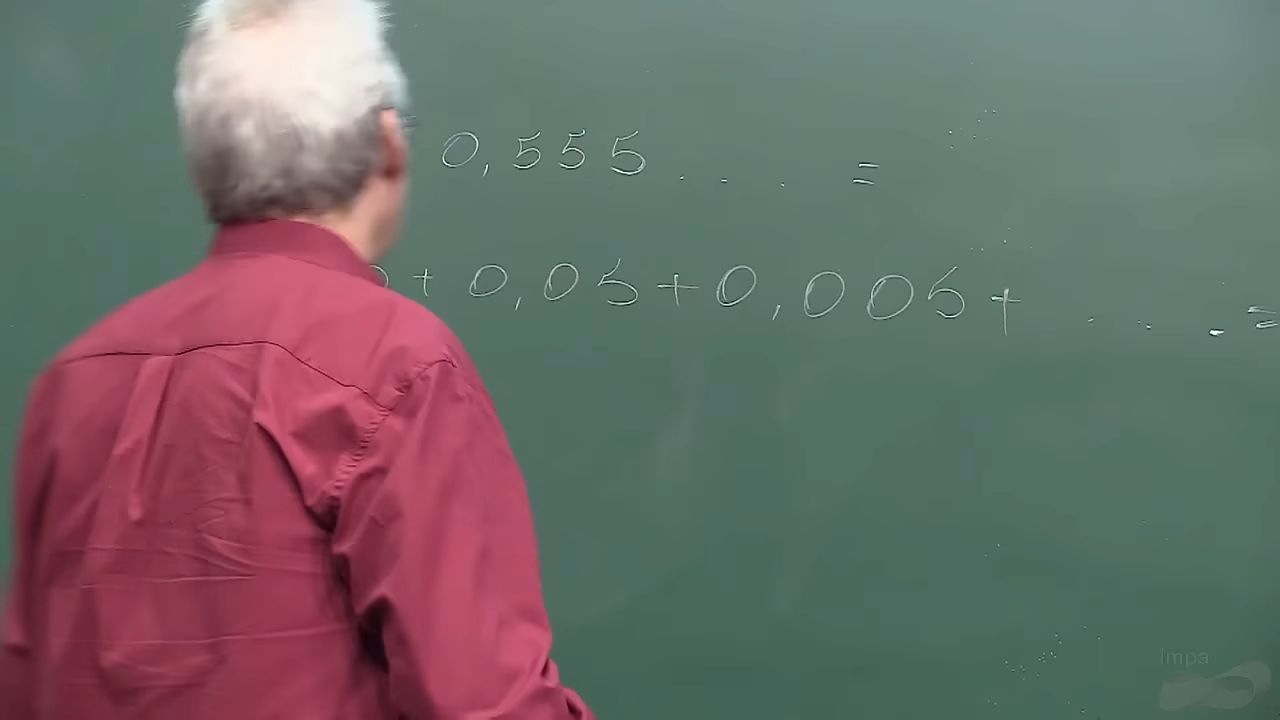 0,555 . . . =
+ 0,05 + 0,005 + . . . =
Impa